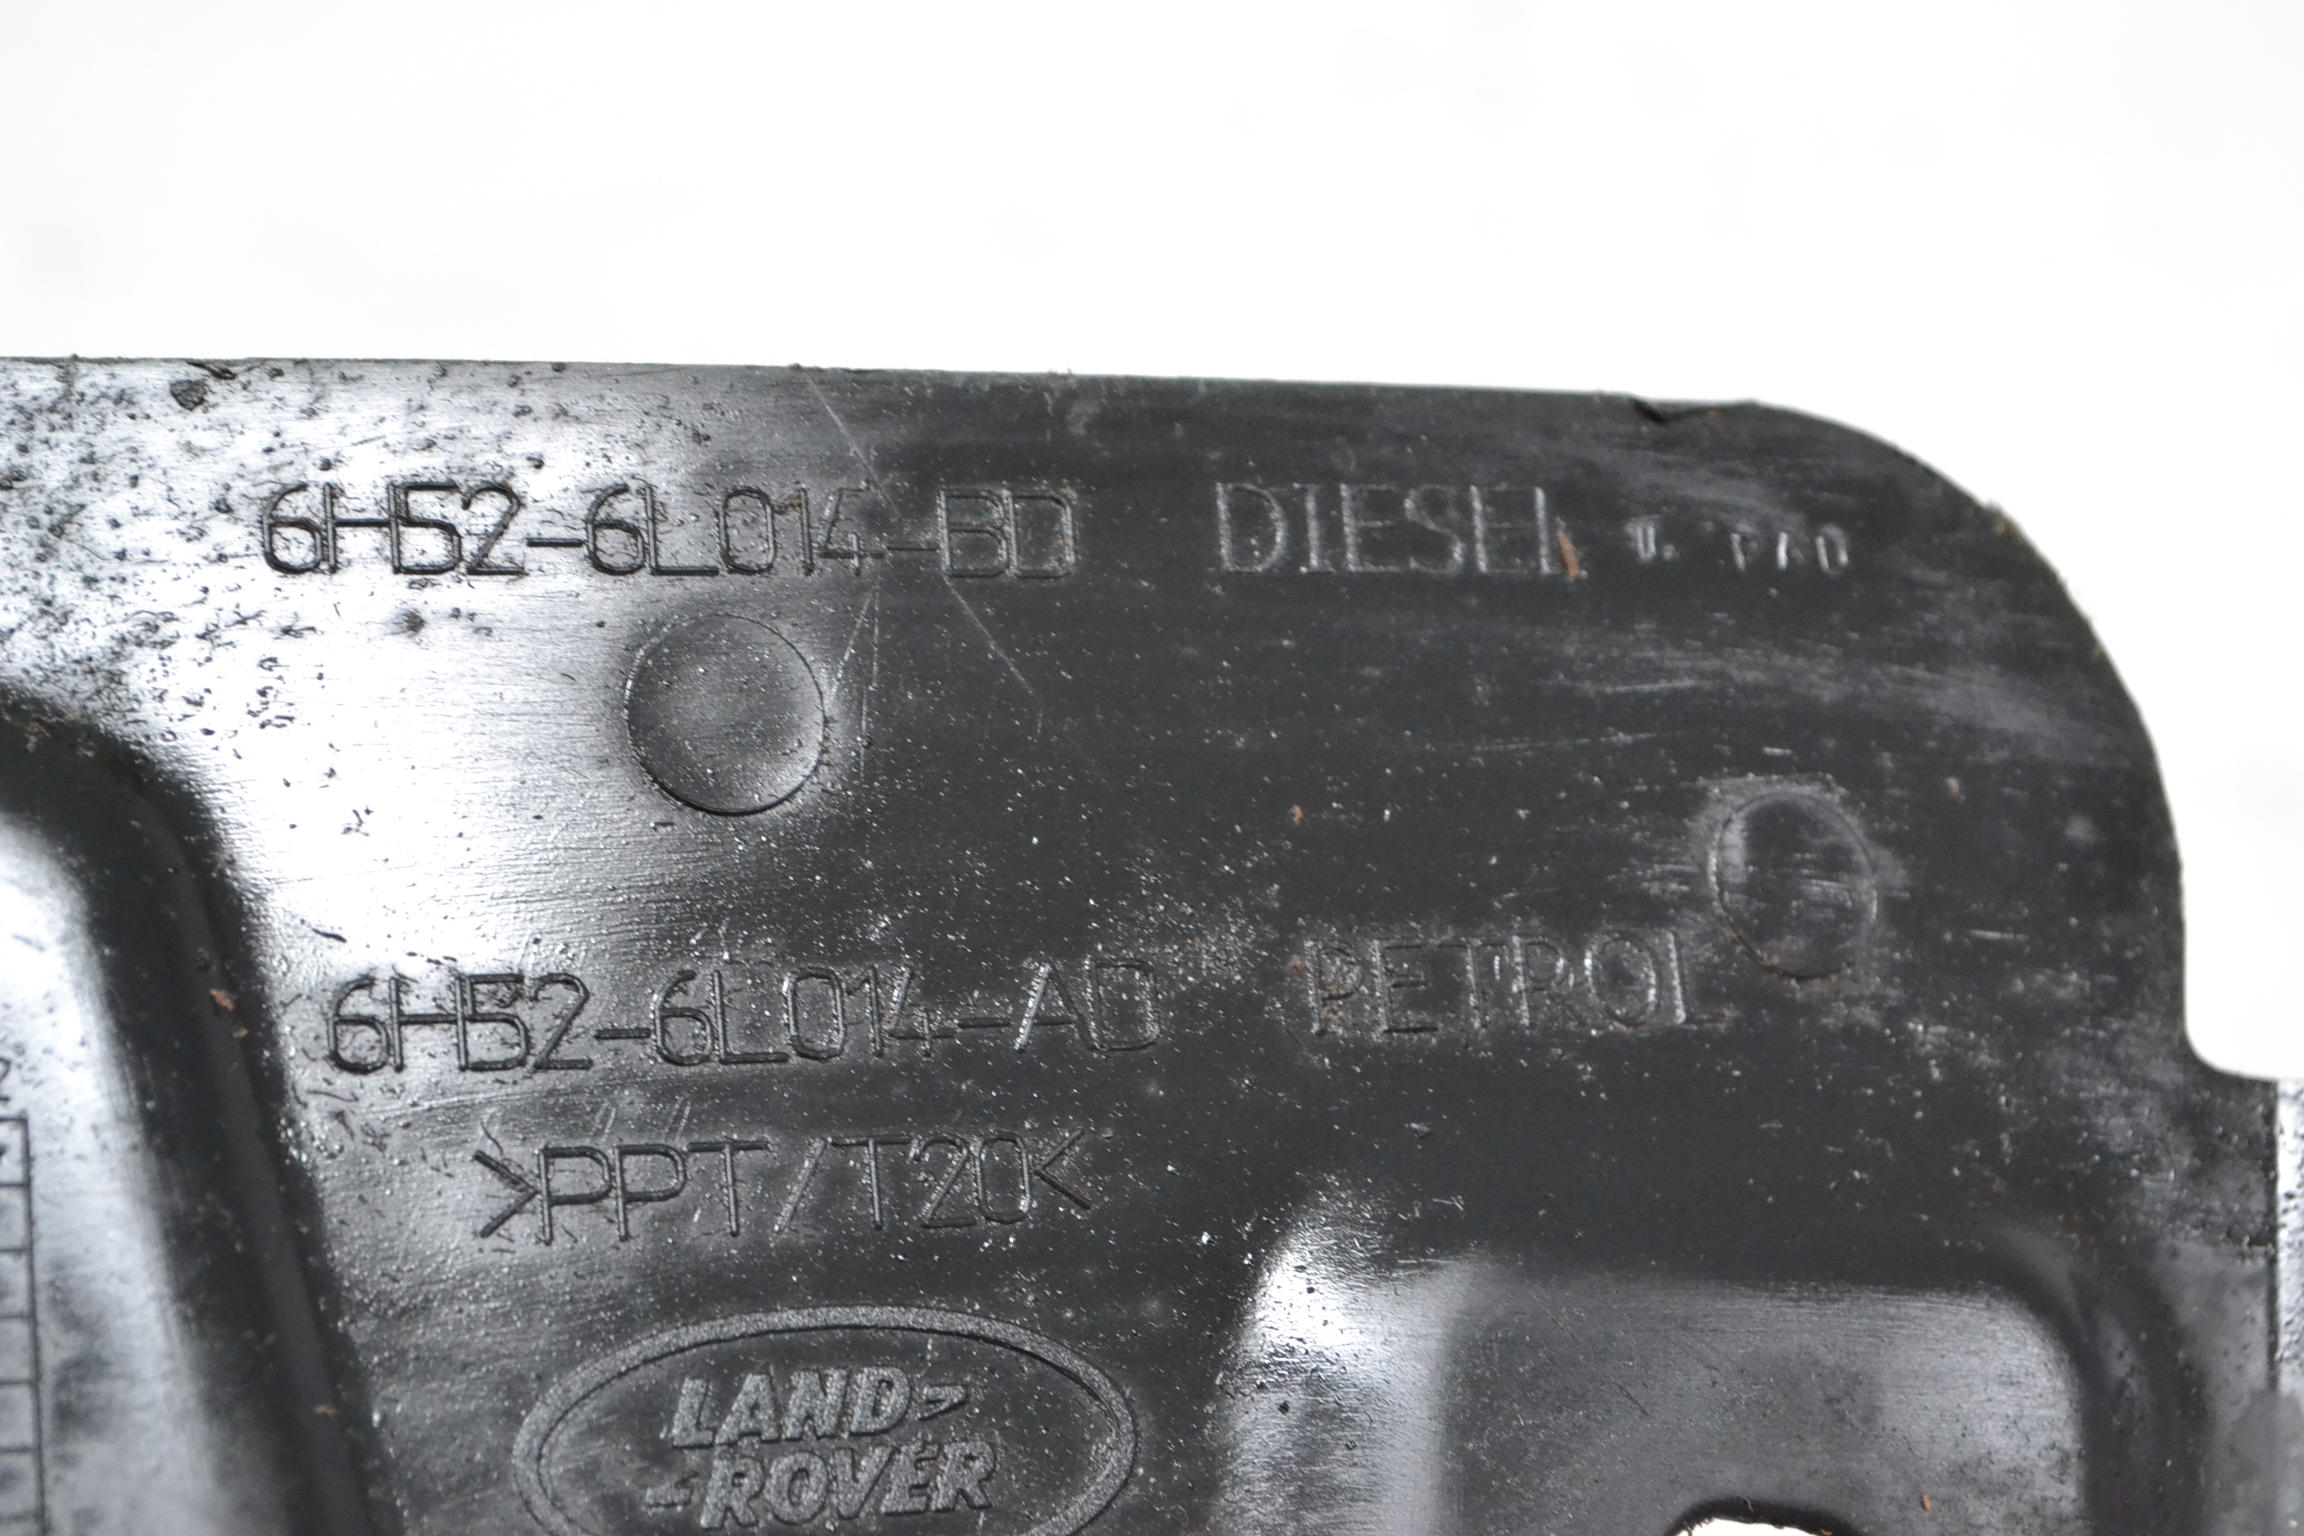 6H52-6L014-BD DIESEL
6H52-6L014-AD PETROL
>PPT/T20<
LAND
ROVER